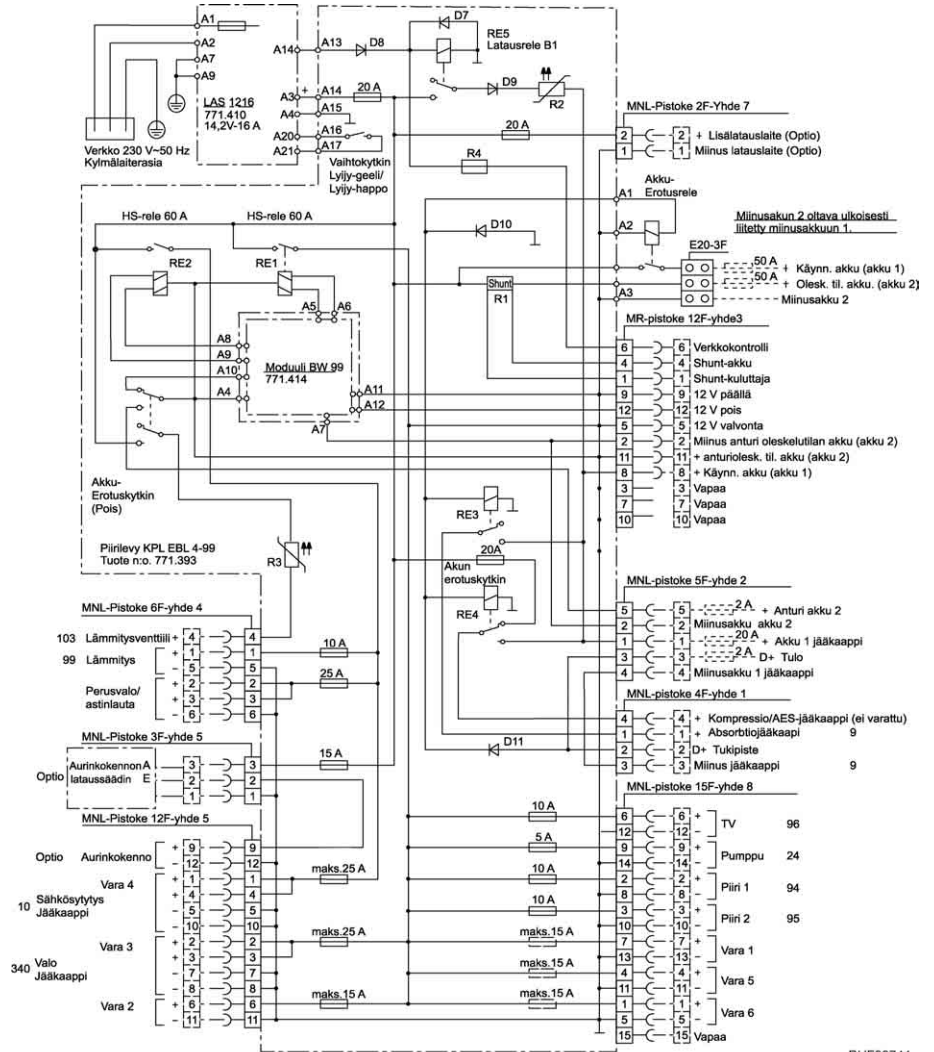 A1
A2
A7
A9
A14
A13
D8
D7
RE5
Latausrele B1
D9
R2
A3
+
A14
20 A
A4
A15
A20
A16
A21
A17
LAS 1216
771.410
14,2V-16 A
Verkko 230 V~50 Hz
Kylmälaiterasia
Vaihtokytkin
Lyijy-geeli/
Lyijy-happo
20 A
R4
MNL-Pistoke 2F-Yhde 7
2 2 + Lisälatauslaite (Optio)
1 1 Miinus latauslaite (Optio)
A1
Akku-
Erotusrele
A2
D10
Miinusakun 2 oltava ulkoisesti
liitetty miinusakkuun 1.
E20-3F
50 A + Käynn. akku (akku 1)
50 A + Olesk. til. akku. (akku 2)
A3
Miinusakku 2
HS-rele 60 A
HS-rele 60 A
RE2
RE1
A5
A6
Shunt
R1
A8
A9
A10
A4
Moduuli BW 99
771.414
A11
A12
A7
MR-pistoke 12F-yhde3
6 6 Verkkokontrolli
4 4 Shunt-akku
1 1 Shunt-kuluttaja
9 9 12 V päällä
12 12 12 V pois
5 5 12 V valvonta
2 2 Miinus anturi oleskelutilan akku (akku 2)
11 11 + anturiolesk. til. akku (akku 2)
8 8 + Käynn. akku (akku 1)
3 3 Vapaa
7 7 Vapaa
10 10 Vapaa
Akku-
Erotuskytkin
(Pois)
RE3
20A
Akun
erotuskytkin
RE4
R3
Piirilevy KPL EBL 4-99
Tuote n:o. 771.393
MNL-pistoke 5F-yhde 2
5 5 2 A + Anturi akku 2
2 2 Miinusakku akku 2
1 1 20 A + Akku 1 jääkaappi
3 3 2 A D+ Tulo
4 4 Miinusakku 1 jääkaappi
MNL-Pistoke 6F-yhde 4
103 Lämmitysventtiili + 4 4
99 Lämmitys + 1 1 10 A
– 5 5
Perusvalo/
astinlauta
+ 2 2 25 A
+ 3 3
– 6 6
MNL-pistoke 4F-yhde 1
4 4 + Kompressio/AES-jääkaappi (ei varattu)
1 1 + Absorbtiojääkaapi 9
2 2 D+ Tukipiste
3 3 Miinus jääkaappi 9
D11
MNL-Pistoke 3F-yhde 5
Optio
Aurinkokennon A
lataussäädin E
3 3 15 A
2 2
1 1
MNL-Pistoke 12F-yhde 5
Optio Aurinkokenno + 9 9
– 12 12
Vara 4 + 1 1 maks.25 A
+ 4 4
10 Sähkösytytys
Jääkaappi
– 5 5
– 10 10
Vara 3 + 2 2 maks.25 A
+ 3 3
340 Valo
Jääkaappi
– 7 7
– 8 8
Vara 2 + 6 6 maks.15 A
– 11 11
MNL-pistoke 15F-yhde 8
10 A 6 6 + TV 96
12 12 –
5 A 9 9 + Pumppu 24
14 14 –
10 A 2 2 + Piiri 1 94
8 8 –
10 A 3 3 + Piiri 2 95
10 10 –
maks.15 A 7 7 + Vara 1
13 13 –
maks.15 A 4 4 + Vara 5
11 11 –
maks.15 A 1 1 + Vara 6
5 5 –
15 15 Vapaa